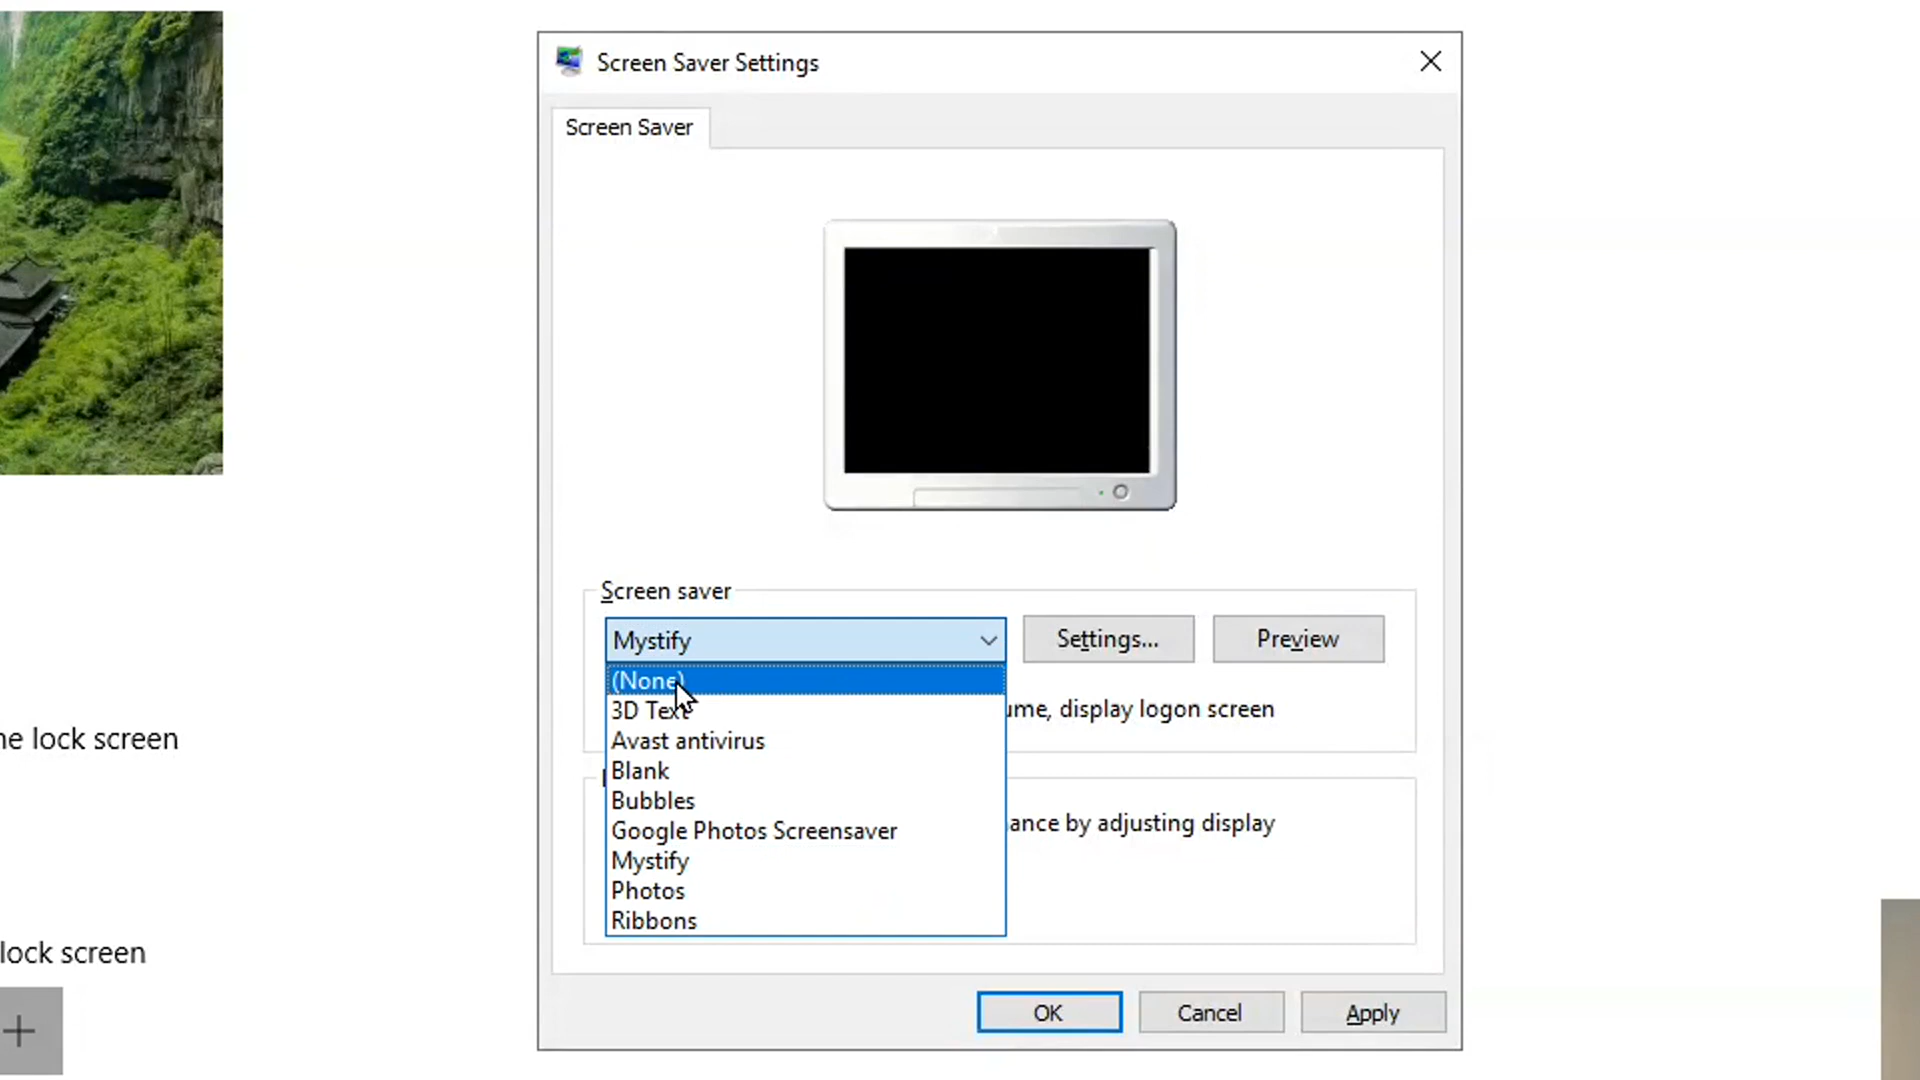 Screen Saver Settings
Screen Saver
Screen saver
Mystify
Settings...
Preview
(None)
3D Text
ume, display logon screen
Avast antivirus
Blank
Bubbles
ance by adjusting display
Google Photos Screensaver
Mystify
Photos
Ribbons
ne lock screen
lock screen
OK
Cancel
Apply